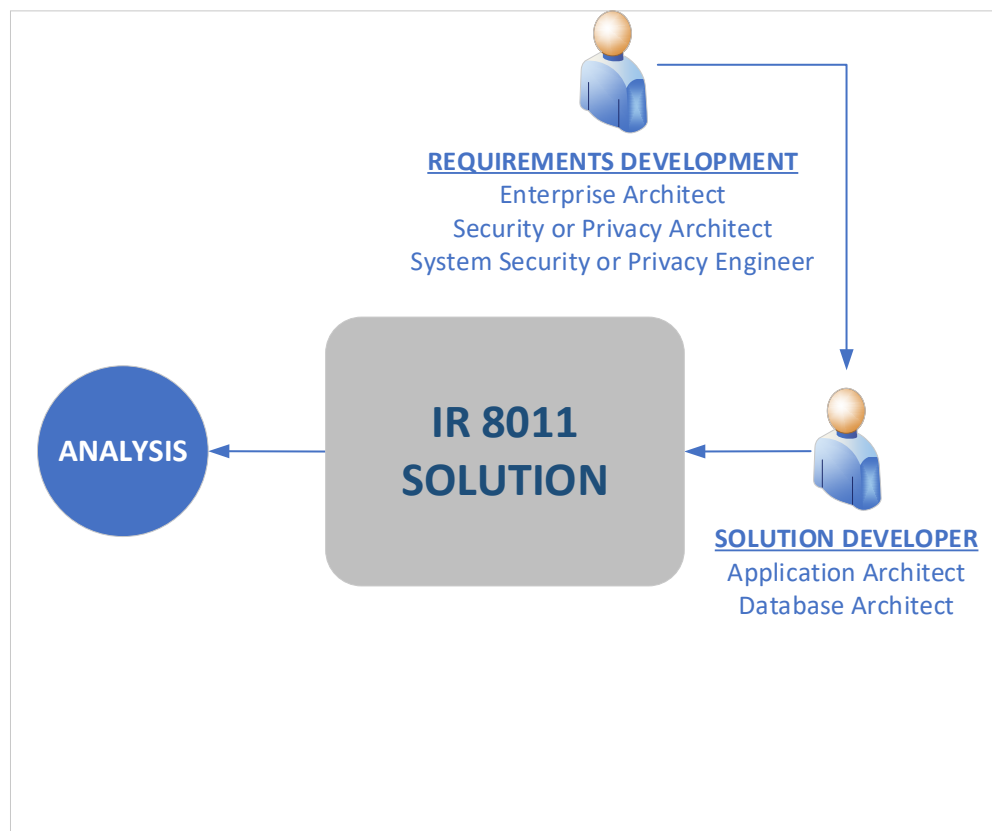 REQUIREMENTS DEVELOPMENT
Enterprise Architect
Security or Privacy Architect
System Security or Privacy Engineer
IR 8011
SOLUTION
ANALYSIS
SOLUTION DEVELOPER
Application Architect
Database Architect